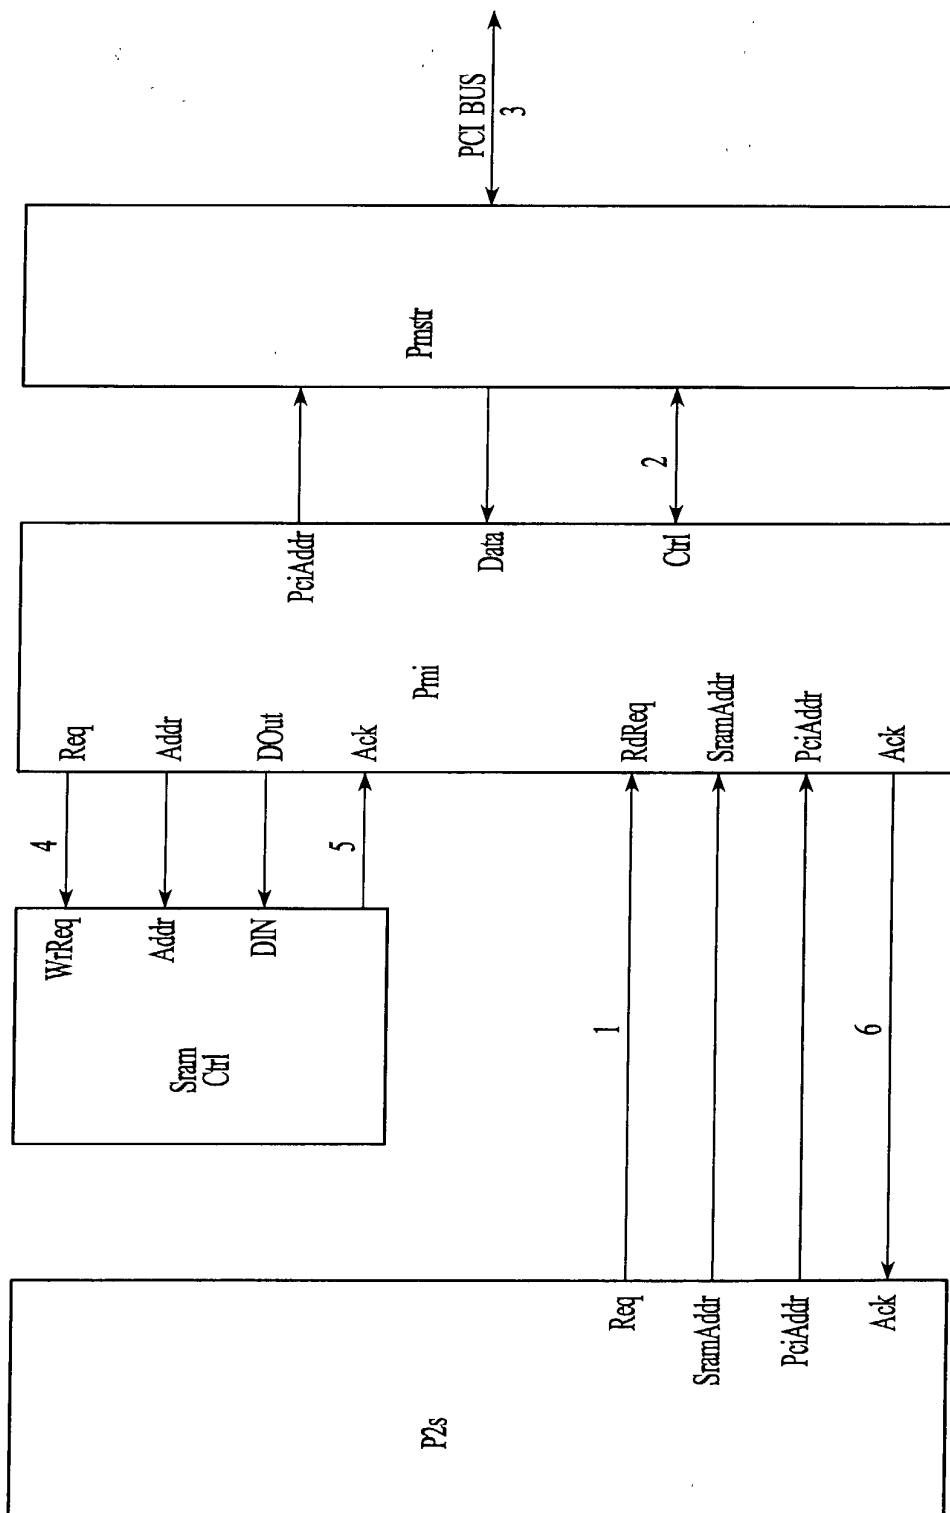 P2s
Req
SramAddr
PciAddr
Ack
1
6
Sram
Ctrl
WrReq
Addr
DIN
4
5
Req
Addr
DOut
Ack
Pmi
RdReq
SramAddr
PciAddr
Ack
PciAddr
Data
Ctrl
2
Pmstr
PCI BUS
3